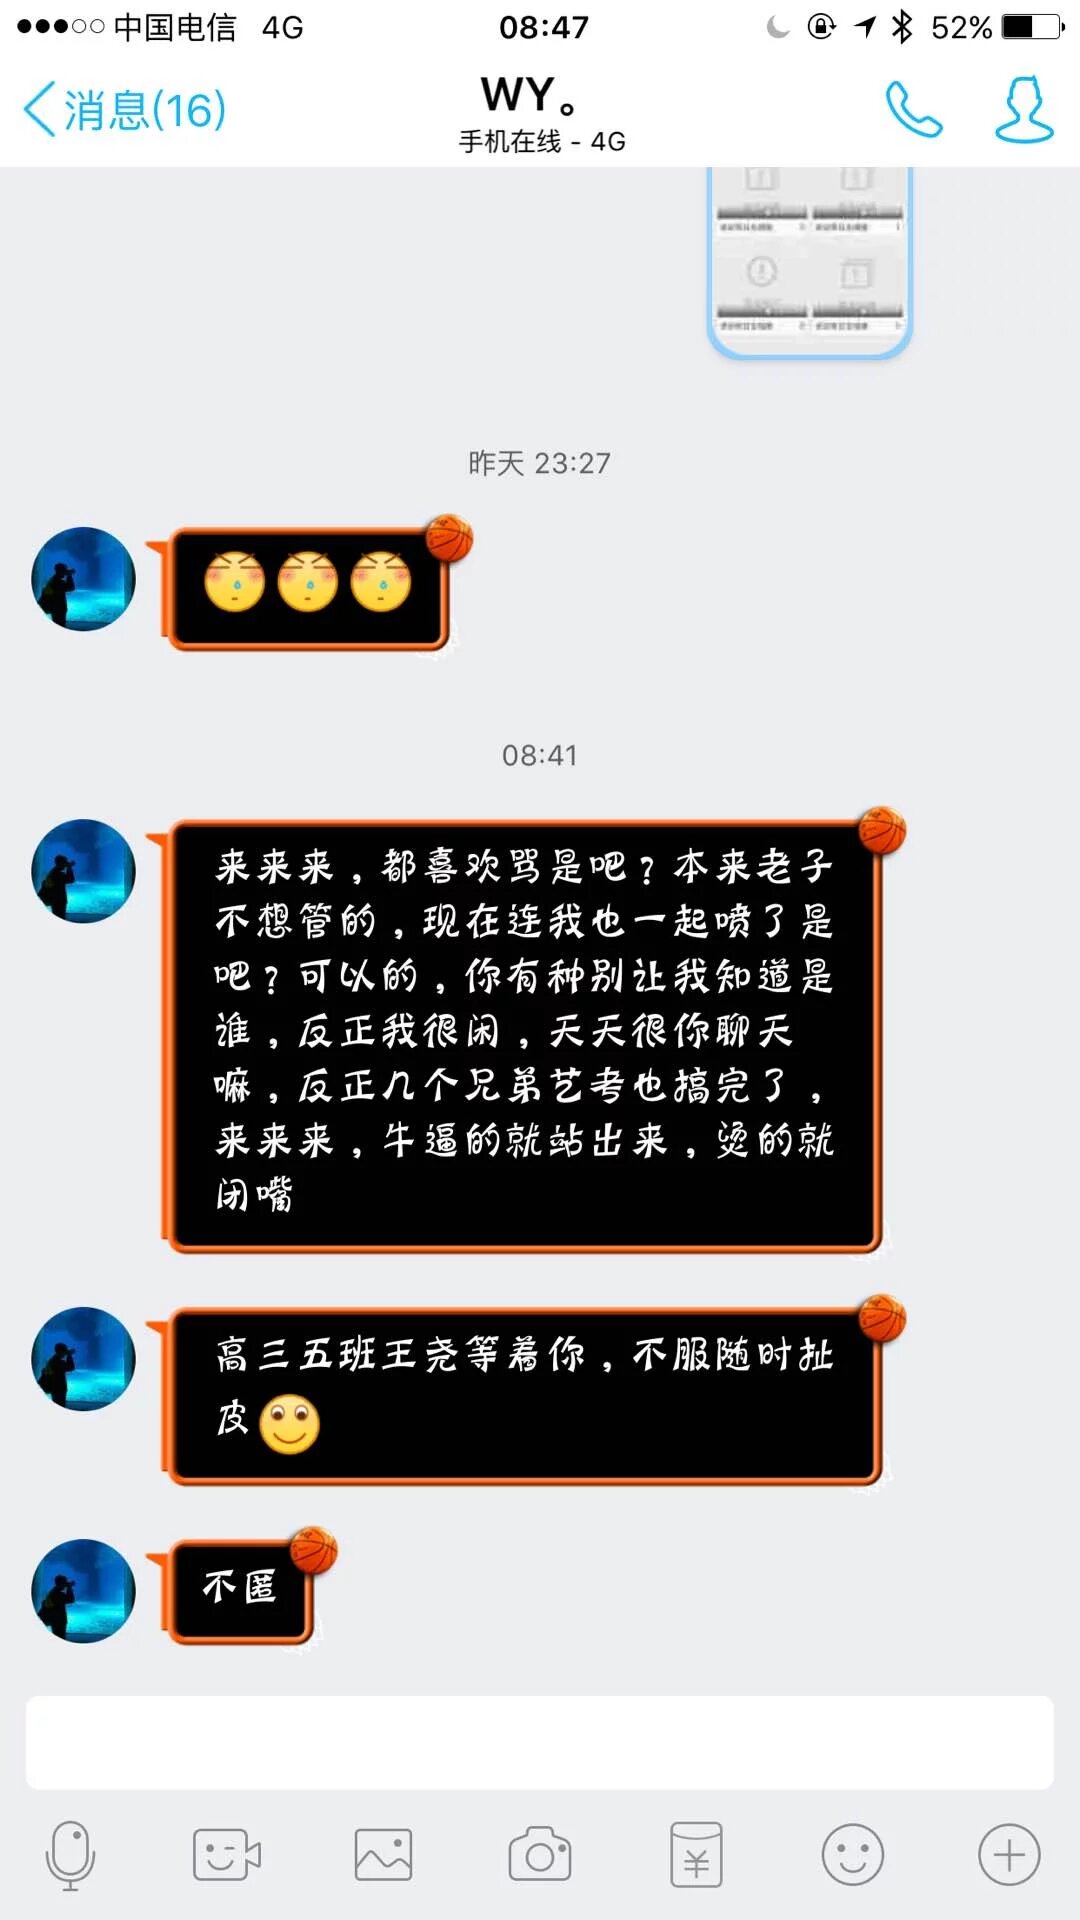 中国电信 4G 08:47 52%
消息(16)
WY。
手机在线 - 4G
昨天 23:27
08:41
来来来，都喜欢骂是吧？本来老子
不想管的，现在连我也一起喷了是
吧？可以的，你有种别让我知道是
谁，反正我很闲，天天很你聊天
嘛，反正几个兄弟艺考也搞完了，
来来来，牛逼的就站出来，烫的就
闭嘴
高三五班王尧等着你，不服随时扯
皮
不匿